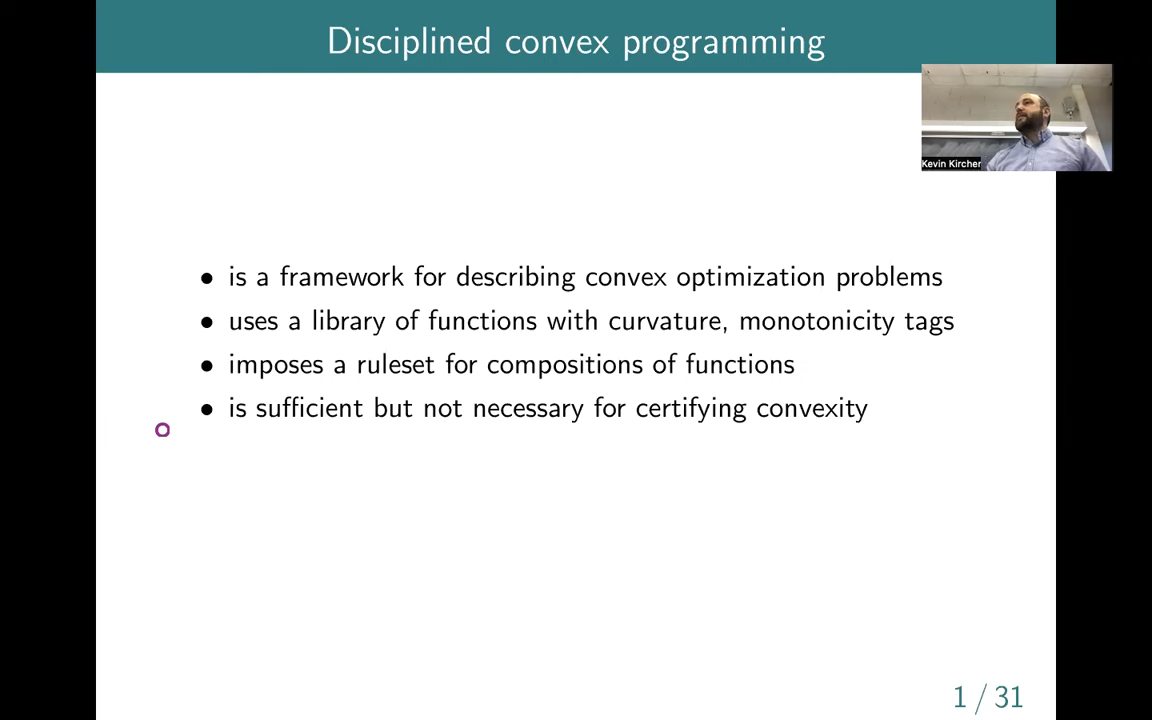 Disciplined convex programming
Kevin Kircher
• is a framework for describing convex optimization problems
• uses a library of functions with curvature, monotonicity tags
• imposes a ruleset for compositions of functions
• is sufficient but not necessary for certifying convexity
1 / 31